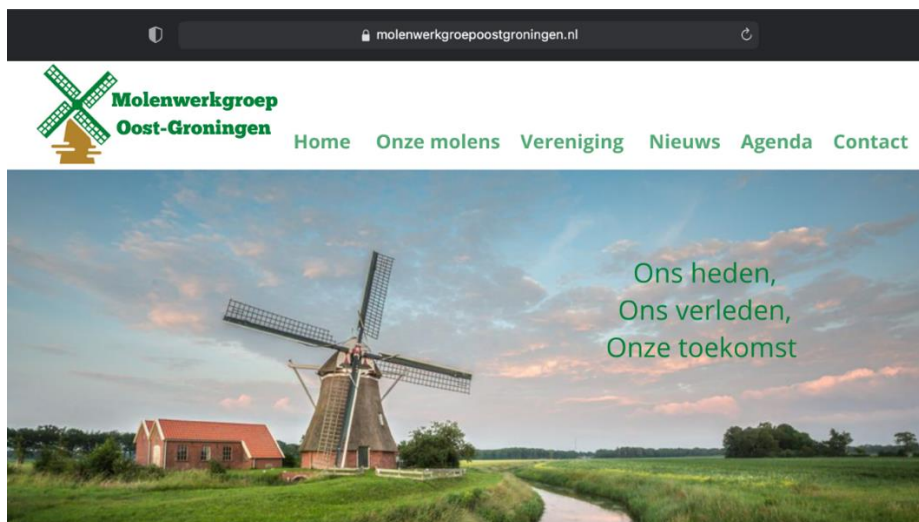 molenwerkgroepoostgroningen.nl
Molenwerkgroep
Oost-Groningen
Home Onze molens Vereniging Nieuws Agenda Contact
Ons heden,
Ons verleden,
Onze toekomst